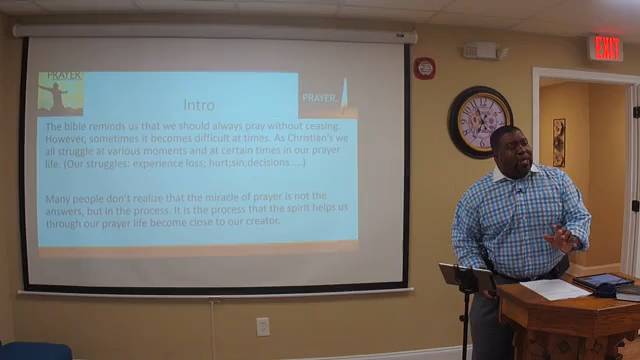 PRAYER
PRAYER.
Intro
The bible reminds us that we should always pray without ceasing.
However, sometimes it becomes difficult at times. As Christian's we
all struggle at various moments and at certain times in our prayer
life. (Our struggles: experience loss; hurt;sin;decisions.....)
Many people don't realize that the miracle of prayer is not the
answers, but in the process. It is the process that the spirit helps us
through our prayer life become close to our creator.
EXIT